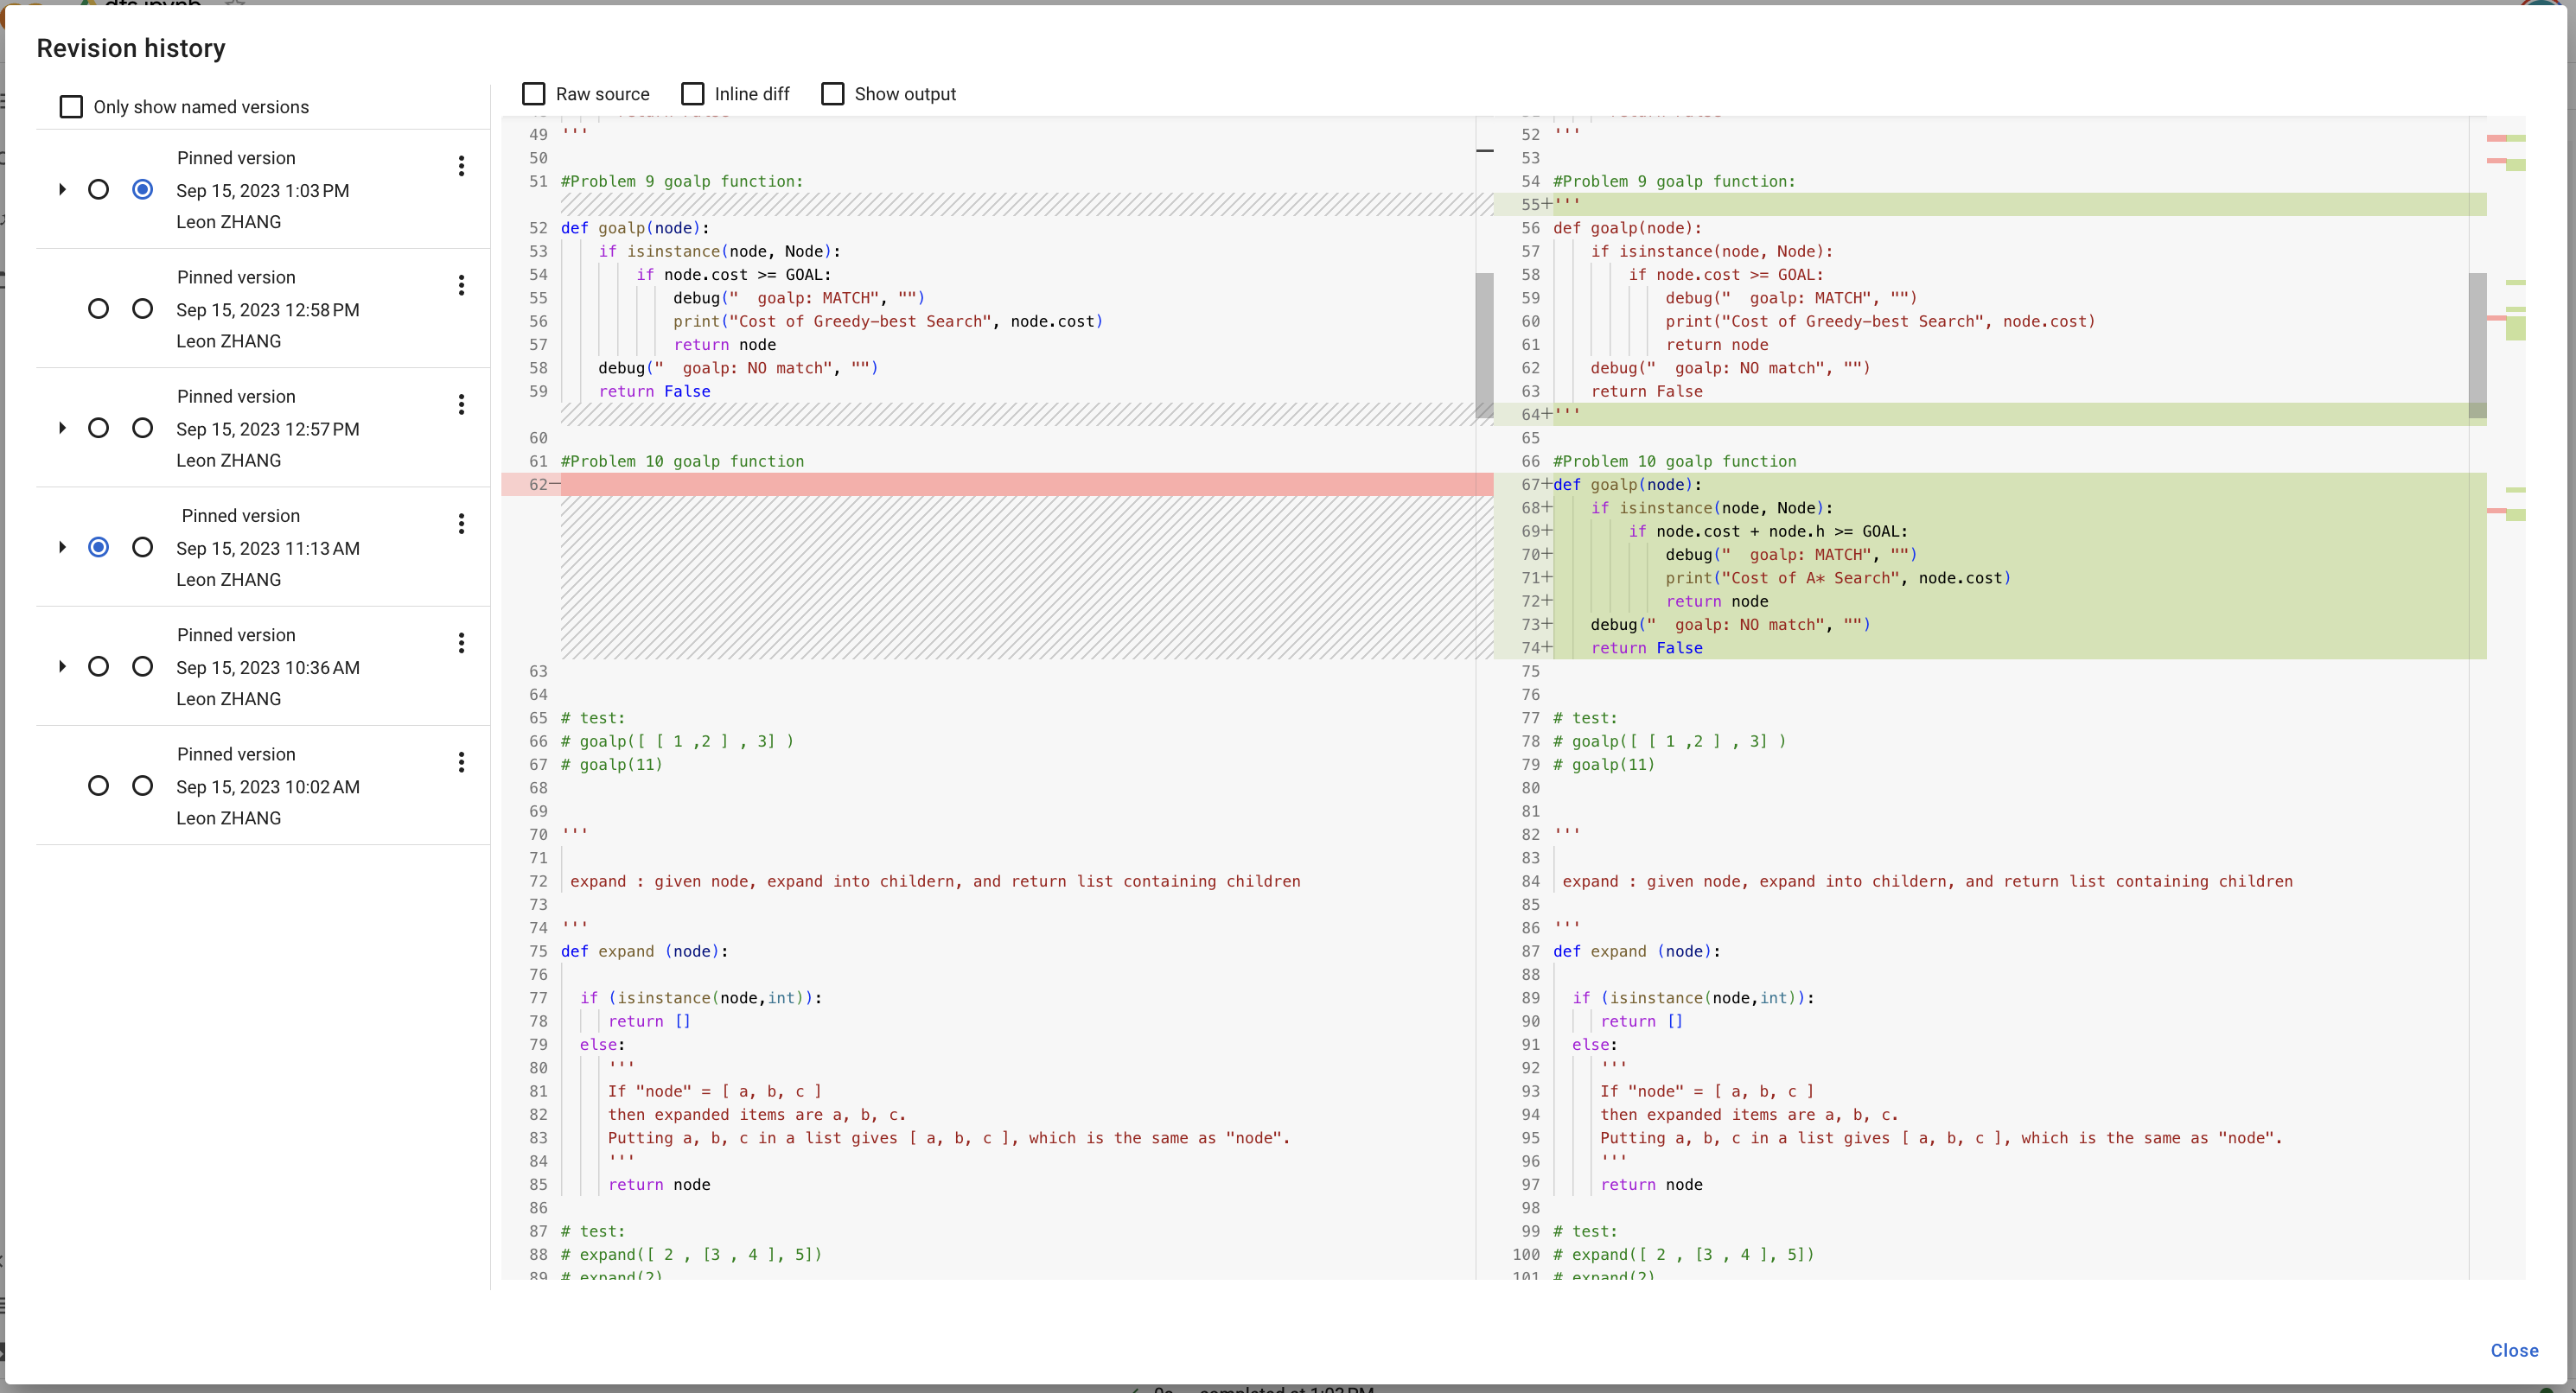 dfs.ipynb
Revision history
Only show named versions
Pinned version
Sep 15, 2023 1:03 PM
Leon ZHANG
Pinned version
Sep 15, 2023 12:58 PM
Leon ZHANG
Pinned version
Sep 15, 2023 12:57 PM
Leon ZHANG
Pinned version
Sep 15, 2023 11:13 AM
Leon ZHANG
Pinned version
Sep 15, 2023 10:36 AM
Leon ZHANG
Pinned version
Sep 15, 2023 10:02 AM
Leon ZHANG
Raw source Inline diff Show output
49 '''
50
51 #Problem 9 goalp function:
52 def goalp(node):
53     if isinstance(node, Node):
54         if node.cost >= GOAL:
55             debug("  goalp: MATCH", "")
56             print("Cost of Greedy-best Search", node.cost)
57             return node
58     debug("  goalp: NO match", "")
59     return False
60
61 #Problem 10 goalp function
62—
63
64
65 # test:
66 # goalp([ [ 1 ,2 ] , 3] )
67 # goalp(11)
68
69
70 '''
71
72  expand : given node, expand into childern, and return list containing children
73
74 '''
75 def expand (node):
76
77   if (isinstance(node,int)):
78      return []
79   else:
80      '''
81      If "node" = [ a, b, c ]
82      then expanded items are a, b, c.
83      Putting a, b, c in a list gives [ a, b, c ], which is the same as "node".
84      '''
85      return node
86
87 # test:
88 # expand([ 2 , [3 , 4 ], 5])
89 # expand(2)
52 '''
53
54 #Problem 9 goalp function:
55+'''
56 def goalp(node):
57     if isinstance(node, Node):
58         if node.cost >= GOAL:
59             debug("  goalp: MATCH", "")
60             print("Cost of Greedy-best Search", node.cost)
61             return node
62     debug("  goalp: NO match", "")
63     return False
64+'''
65
66 #Problem 10 goalp function
67+def goalp(node):
68+    if isinstance(node, Node):
69+        if node.cost + node.h >= GOAL:
70+            debug("  goalp: MATCH", "")
71+            print("Cost of A* Search", node.cost)
72+            return node
73+    debug("  goalp: NO match", "")
74+    return False
75
76
77 # test:
78 # goalp([ [ 1 ,2 ] , 3] )
79 # goalp(11)
80
81
82 '''
83
84  expand : given node, expand into childern, and return list containing children
85
86 '''
87 def expand (node):
88
89   if (isinstance(node,int)):
90      return []
91   else:
92      '''
93      If "node" = [ a, b, c ]
94      then expanded items are a, b, c.
95      Putting a, b, c in a list gives [ a, b, c ], which is the same as "node".
96      '''
97      return node
98
99 # test:
100 # expand([ 2 , [3 , 4 ], 5])
101 # expand(2)
Close
0s completed at 1:03 PM